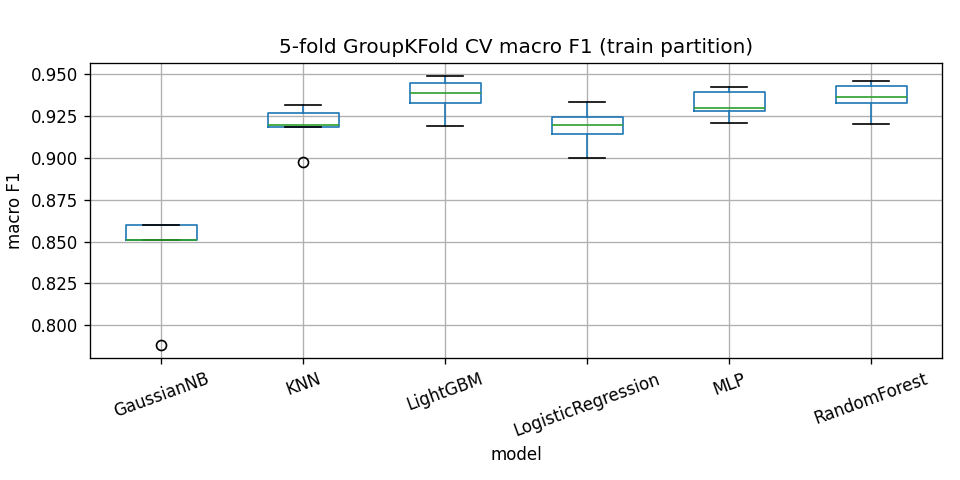 5-fold GroupKFold CV macro F1 (train partition)
macro F1
0.950
0.925
0.900
0.875
0.850
0.825
0.800
GaussianNB
KNN
LightGBM
LogisticRegression
MLP
RandomForest
model